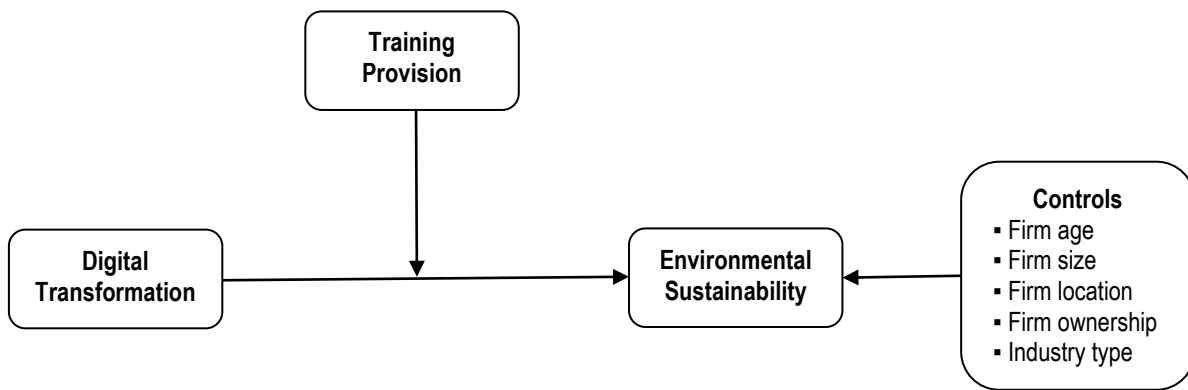 Training
Provision
Digital
Transformation
Environmental
Sustainability
Controls
▪ Firm age
▪ Firm size
▪ Firm location
▪ Firm ownership
▪ Industry type